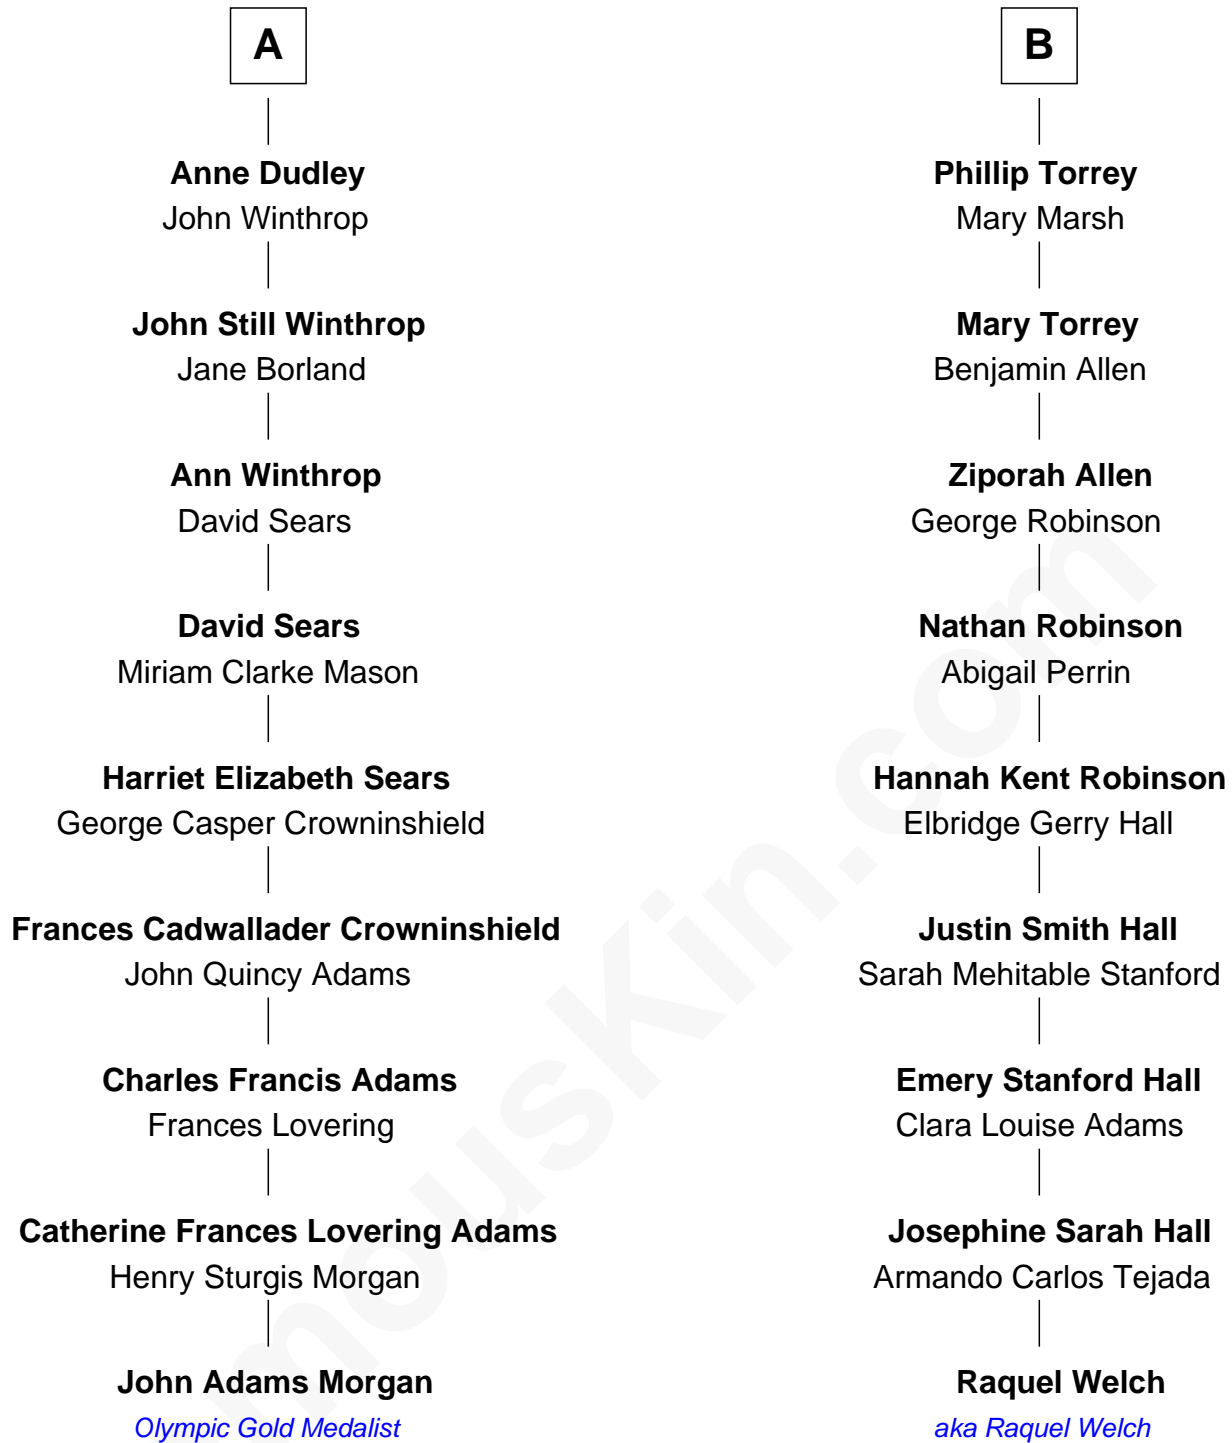 A
Anne Dudley
John Winthrop
John Still Winthrop
Jane Borland
Ann Winthrop
David Sears
David Sears
Miriam Clarke Mason
Harriet Elizabeth Sears
George Casper Crowninshield
Frances Cadwallader Crowninshield
John Quincy Adams
Charles Francis Adams
Frances Lovering
Catherine Frances Lovering Adams
Henry Sturgis Morgan
John Adams Morgan
Olympic Gold Medalist
B
Phillip Torrey
Mary Marsh
Mary Torrey
Benjamin Allen
Ziporah Allen
George Robinson
Nathan Robinson
Abigail Perrin
Hannah Kent Robinson
Elbridge Gerry Hall
Justin Smith Hall
Sarah Mehitable Stanford
Emery Stanford Hall
Clara Louise Adams
Josephine Sarah Hall
Armando Carlos Tejada
Raquel Welch
aka Raquel Welch
mousKin.com